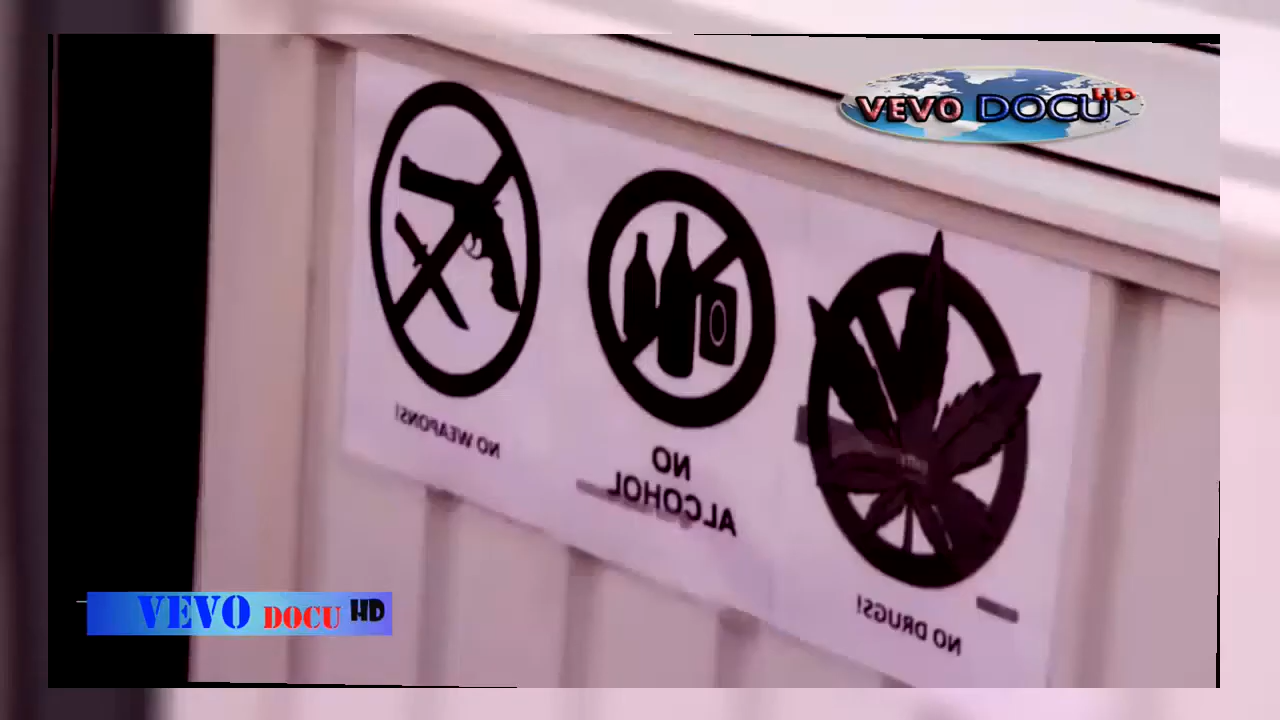 VEVO DOCU HD
NO WEAPONS!
NO
ALCOHOL
NO DRUGS!
VEVO DOCU HD